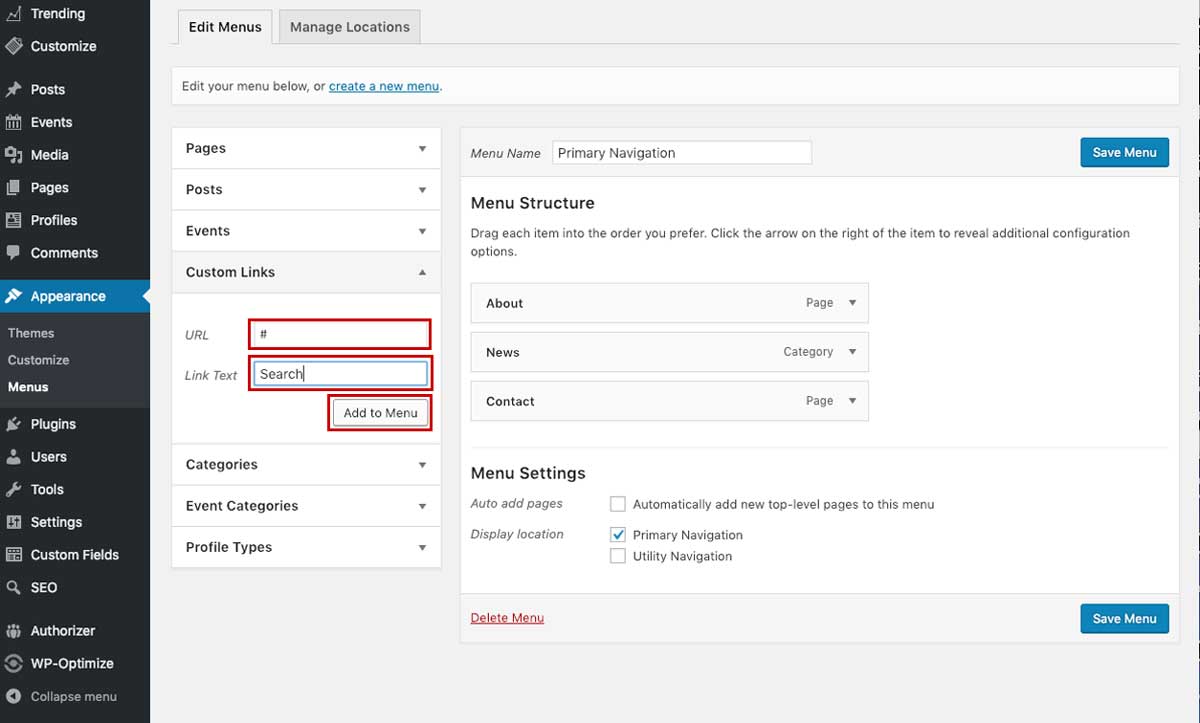 Trending
Customize
Posts
Events
Media
Pages
Profiles
Comments
Appearance
Themes
Customize
Menus
Plugins
Users
Tools
Settings
Custom Fields
SEO
Authorizer
WP-Optimize
Collapse menu
Edit Menus
Manage Locations
Edit your menu below, or create a new menu.
Pages
Posts
Events
Custom Links
URL #
Link Text Search
Add to Menu
Categories
Event Categories
Profile Types
Menu Name Primary Navigation Save Menu
Menu Structure
Drag each item into the order you prefer. Click the arrow on the right of the item to reveal additional configuration
options.
About Page
News Category
Contact Page
Menu Settings
Auto add pages Automatically add new top-level pages to this menu
Display location Primary Navigation
Utility Navigation
Delete Menu Save Menu